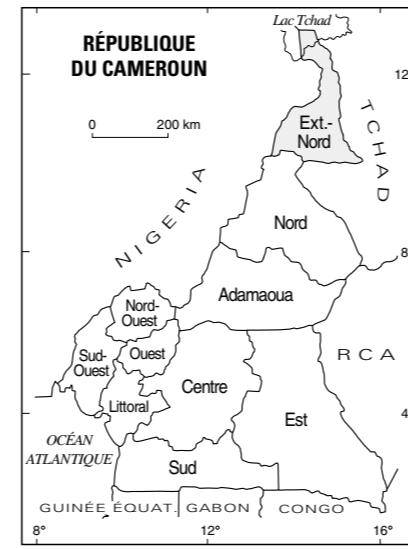 Lac Tchad
RÉPUBLIQUE
DU CAMEROUN
12
0 200 km
Ext.-
Nord
TCHAD
NIGERIA
Nord
8
Adamaoua
Nord-
Ouest
RCA
Sud-
Ouest
Ouest
Centre
Littoral
4
Est
OCÉAN
ATLANTIQUE
Sud
GUINÉE ÉQUAT. GABON CONGO
8° 12° 16°